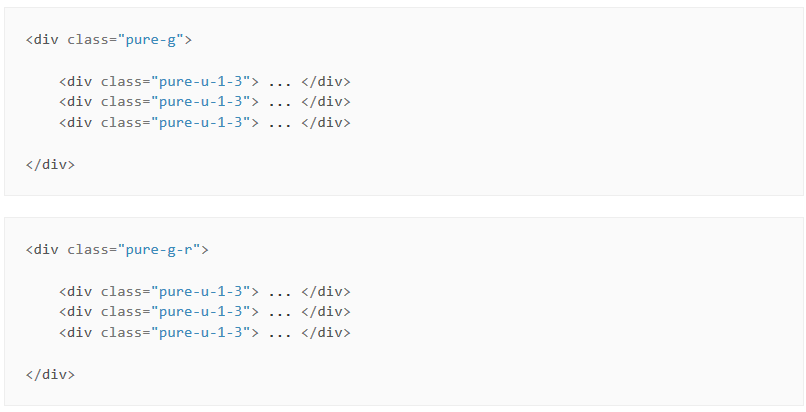 <div class="pure-g">
<div class="pure-u-1-3"> ... </div>
<div class="pure-u-1-3"> ... </div>
<div class="pure-u-1-3"> ... </div>
</div>
<div class="pure-g-r">
<div class="pure-u-1-3"> ... </div>
<div class="pure-u-1-3"> ... </div>
<div class="pure-u-1-3"> ... </div>
</div>